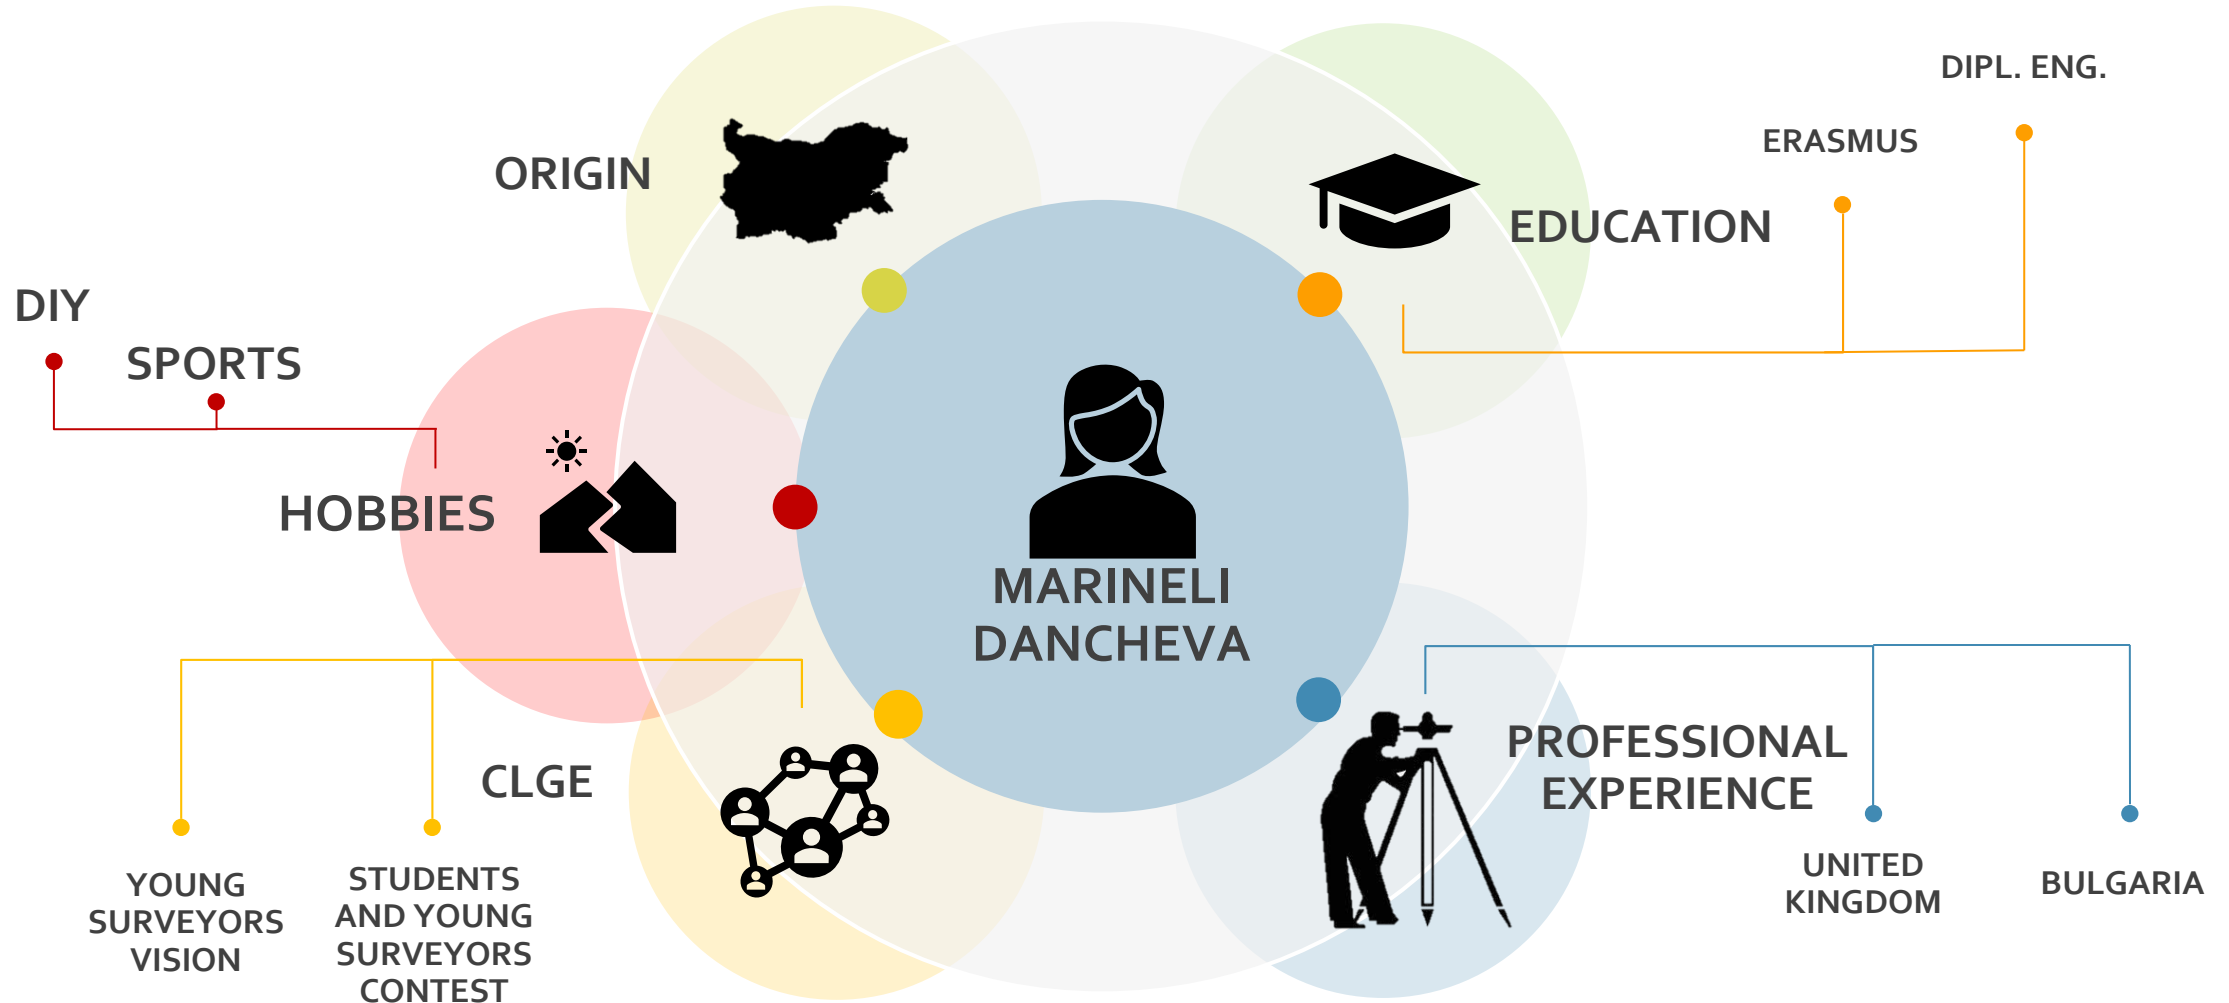 ORIGIN
DIY
SPORTS
HOBBIES
CLGE
YOUNG
SURVEYORS
VISION
STUDENTS
AND YOUNG
SURVEYORS
CONTEST
MARINELI
DANCHEVA
DIPL. ENG.
ERASMUS
EDUCATION
PROFESSIONAL
EXPERIENCE
UNITED
KINGDOM
BULGARIA